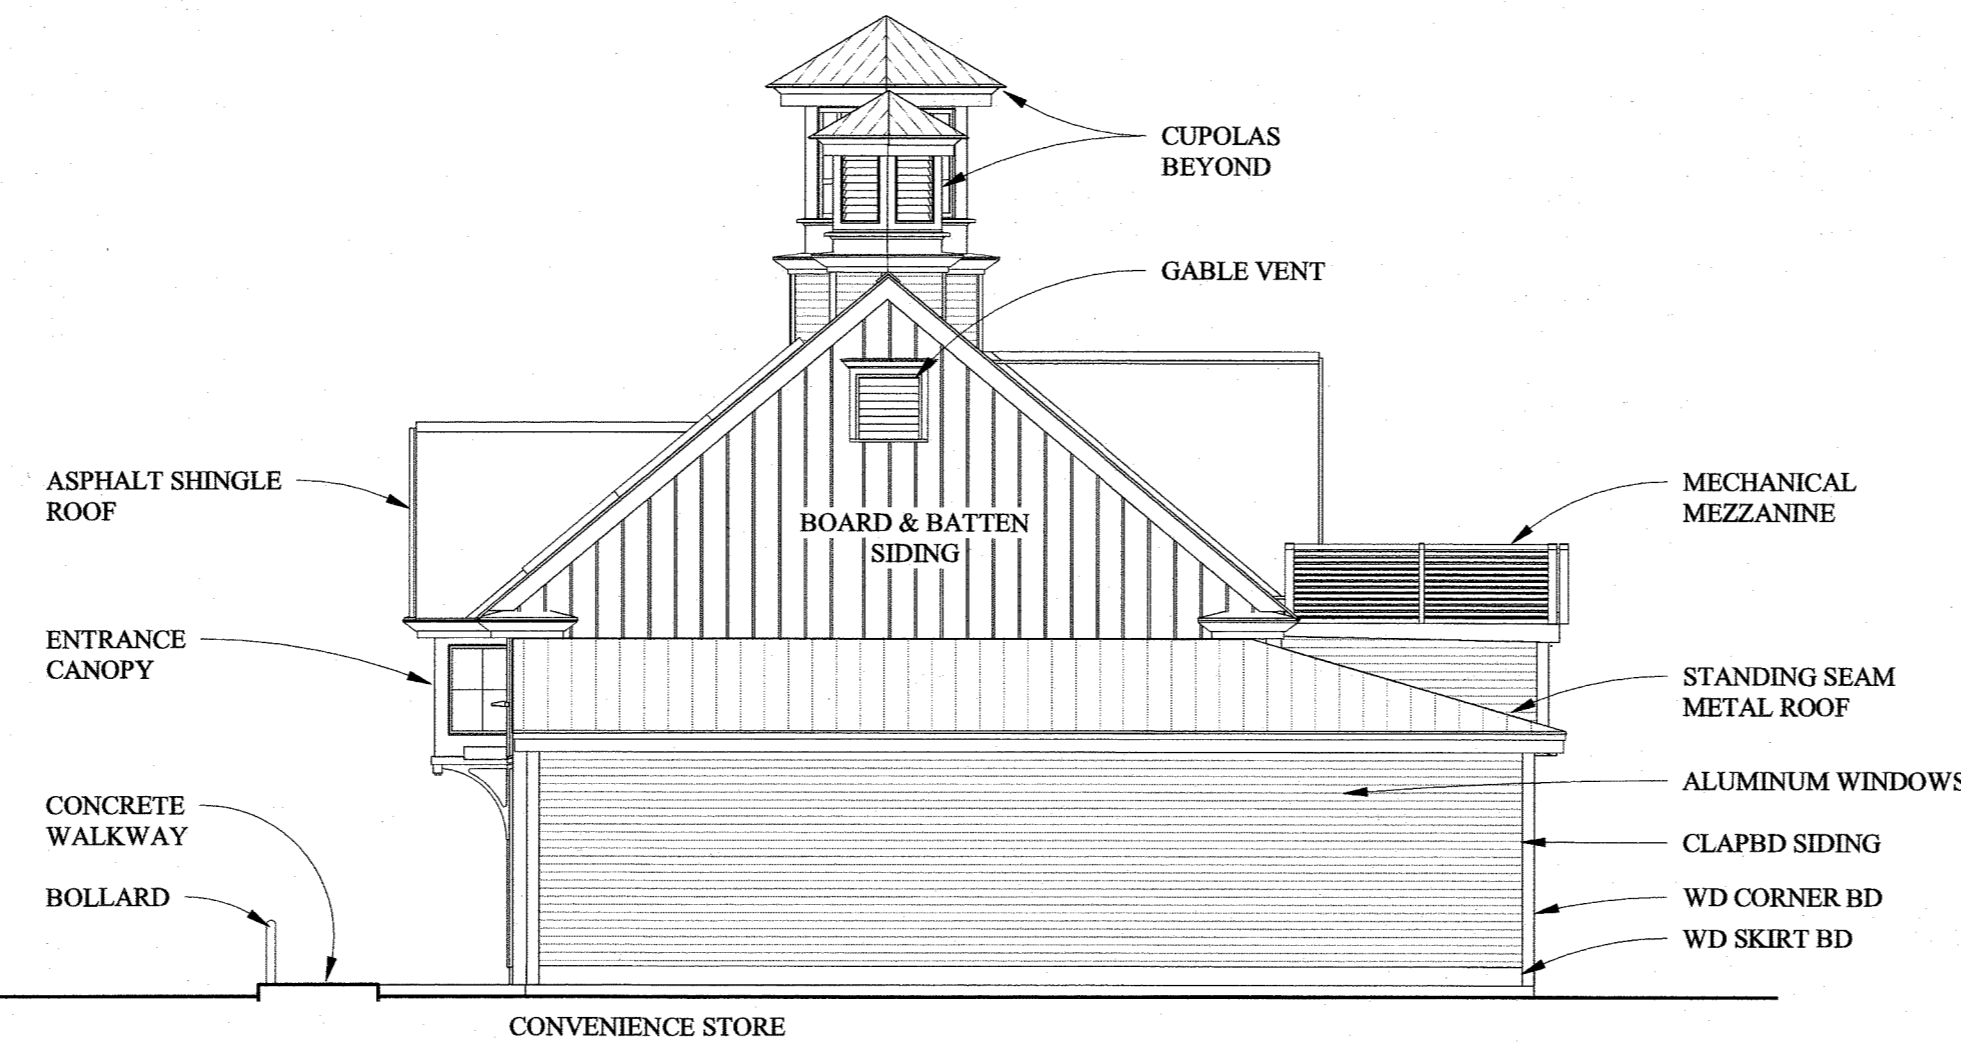 CUPOLAS
BEYOND
GABLE VENT
ASPHALT SHINGLE
ROOF
BOARD & BATTEN
SIDING
MECHANICAL
MEZZANINE
ENTRANCE
CANOPY
STANDING SEAM
METAL ROOF
ALUMINUM WINDOWS
CONCRETE
WALKWAY
CLAPBD SIDING
BOLLARD
WD CORNER BD
WD SKIRT BD
CONVENIENCE STORE